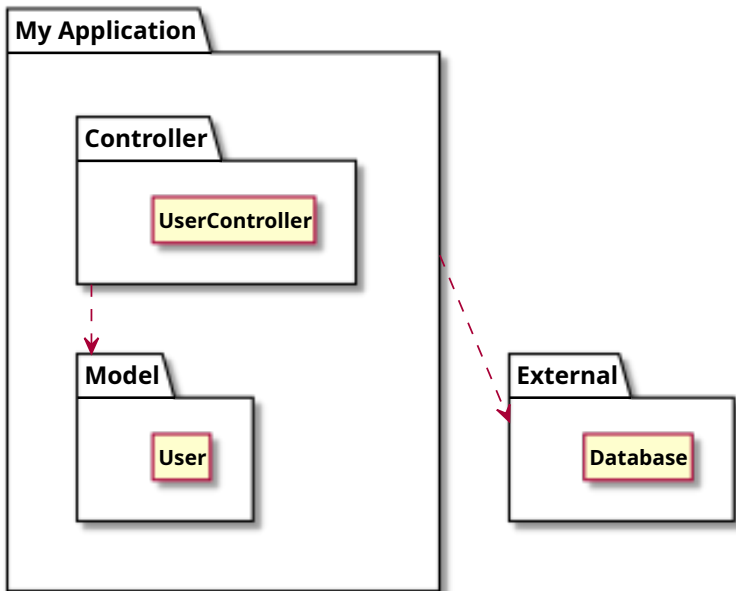 My Application
Controller
UserController
Model
User
External
Database